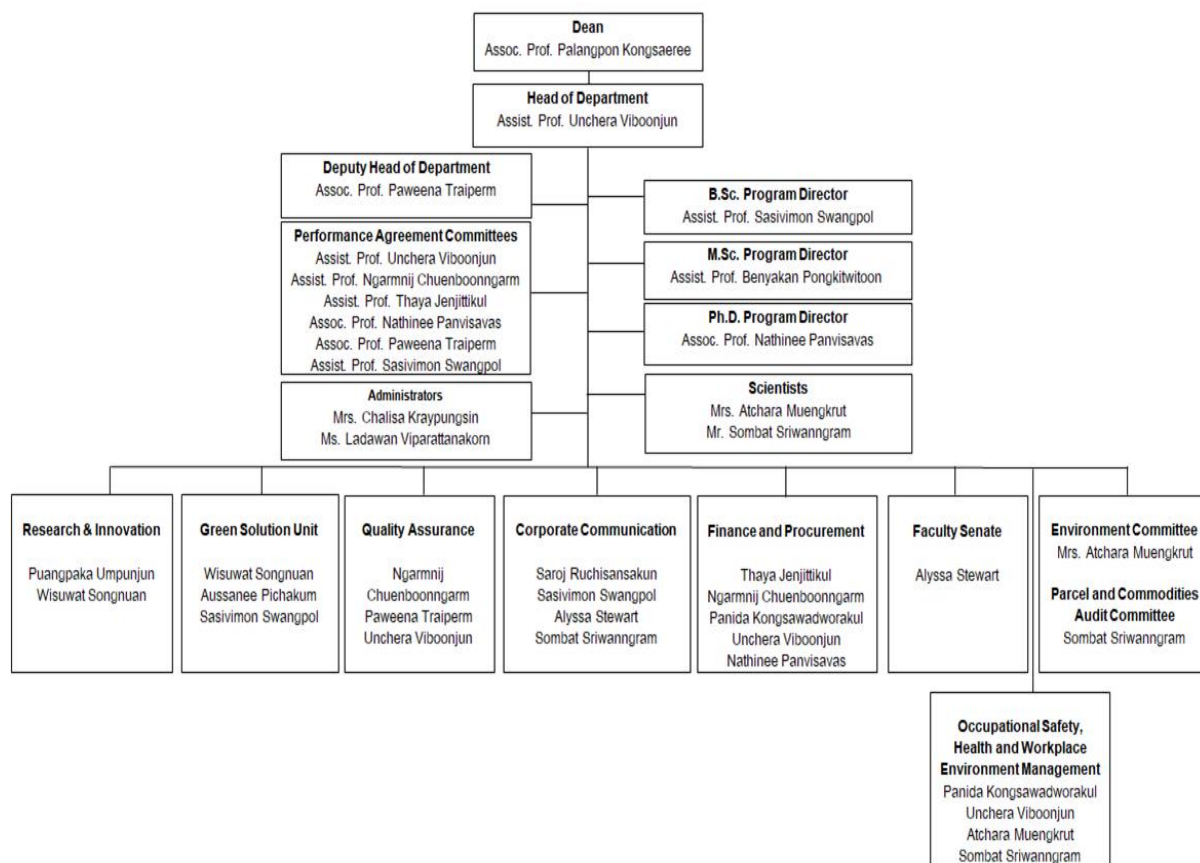 Dean
Assoc. Prof. Palangpon Kongsaeree
Head of Department
Assist. Prof. Unchera Viboonjun
Deputy Head of Department
Assoc. Prof. Paweena Traiperm
B.Sc. Program Director
Assist. Prof. Sasivimon Swangpol
Performance Agreement Committees
Assist. Prof. Unchera Viboonjun
Assist. Prof. Ngarmnij Chuenboonngarm
Assist. Prof. Thaya Jenjittikul
Assoc. Prof. Nathinee Panvisavas
Assoc. Prof. Paweena Traiperm
Assist. Prof. Sasivimon Swangpol
M.Sc. Program Director
Assist. Prof. Benyakan Pongkitwitoon
Ph.D. Program Director
Assoc. Prof. Nathinee Panvisavas
Administrators
Mrs. Chalisa Kraypungsin
Ms. Ladawan Viparattanakorn
Scientists
Mrs. Atchara Muengkrut
Mr. Sombat Sriwanngram
Research & Innovation
Puangpaka Umpunjun
Wisuwat Songnuan
Green Solution Unit
Wisuwat Songnuan
Aussanee Pichakum
Sasivimon Swangpol
Quality Assurance
Ngarmnij
Chuenboonngarm
Paweena Traiperm
Unchera Viboonjun
Corporate Communication
Saroj Ruchisansakun
Sasivimon Swangpol
Alyssa Stewart
Sombat Sriwanngram
Finance and Procurement
Thaya Jenjittikul
Ngarmnij Chuenboonngarm
Panida Kongsawadworakul
Unchera Viboonjun
Nathinee Panvisavas
Faculty Senate
Alyssa Stewart
Environment Committee
Mrs. Atchara Muengkrut
Parcel and Commodities
Audit Committee
Sombat Sriwanngram
Occupational Safety,
Health and Workplace
Environment Management
Panida Kongsawadworakul
Unchera Viboonjun
Atchara Muengkrut
Sombat Sriwanngram